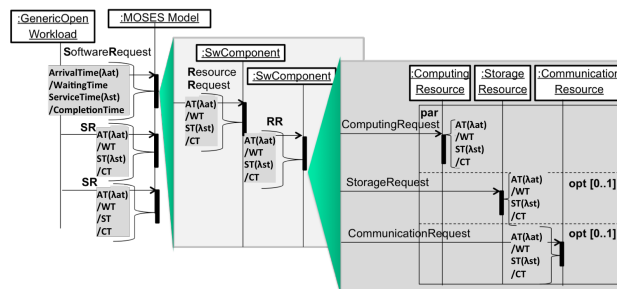 :GenericOpen
Workload
:MOSES Model
SoftwareRequest
ArrivalTime(λat)
/WaitingTime
ServiceTime(λst)
/CompletionTime
SR
AT(λat)
/WT
ST(λst)
/CT
SR
AT(λat)
/WT
/ST
/CT
:SwComponent
Resource
Request
AT(λat)
/WT
ST(λst)
/CT
:SwComponent
RR
AT(λat)
/WT
ST(λst)
/CT
:Computing
Resource
:Storage
Resource
:Communication
Resource
par
ComputingRequest
AT(λat)
/WT
ST(λst)
/CT
StorageRequest
AT(λat)
/WT
ST(λst)
/CT
opt [0..1]
CommunicationRequest
AT(λat)
/WT
ST(λst)
/CT
opt [0..1]